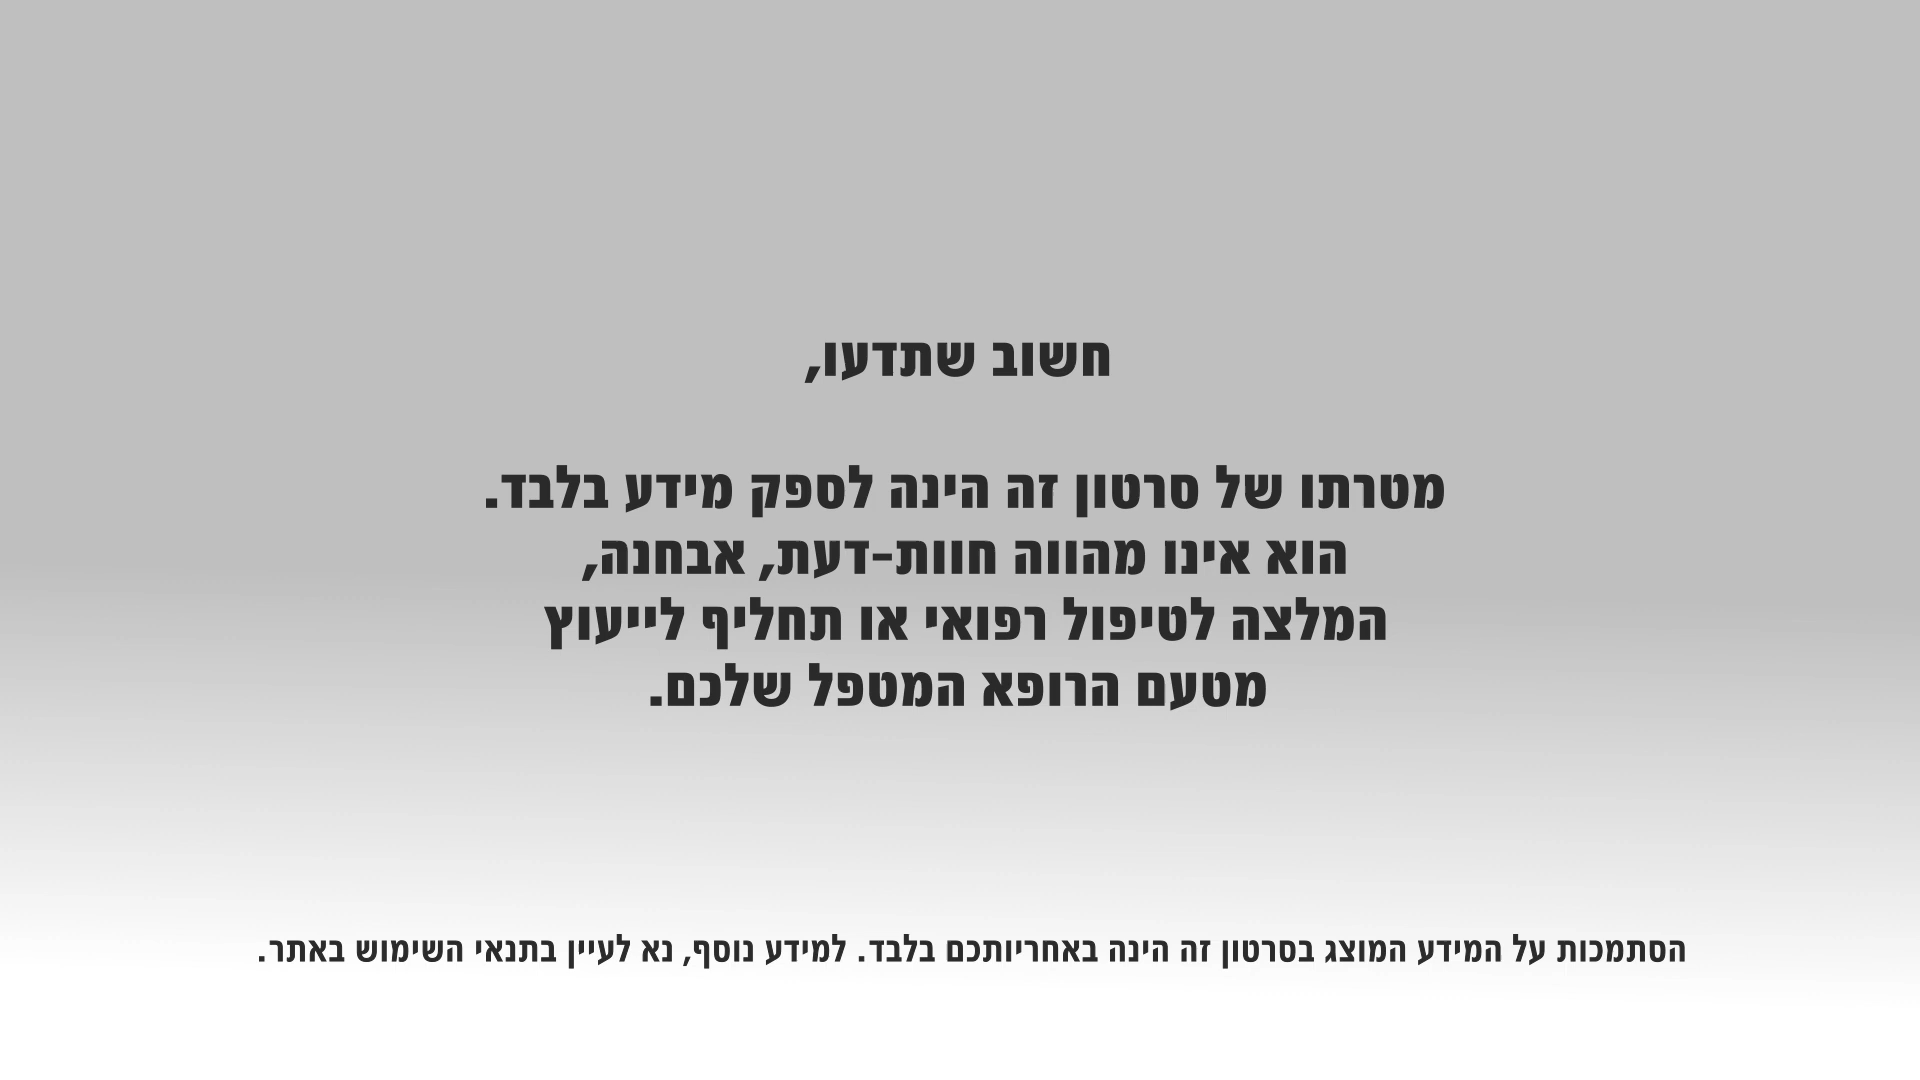 חשוב שתדעו,
מטרתו של סרטון זה הינה לספק מידע בלבד.
הוא אינו מהווה חוות-דעת, אבחנה,
המלצה לטיפול רפואי או תחליף לייעוץ
מטעם הרופא המטפל שלכם.
הסתמכות על המידע המוצג בסרטון זה הינה באחריותכם בלבד. למידע נוסף, נא לעיין בתנאי השימוש באתר.